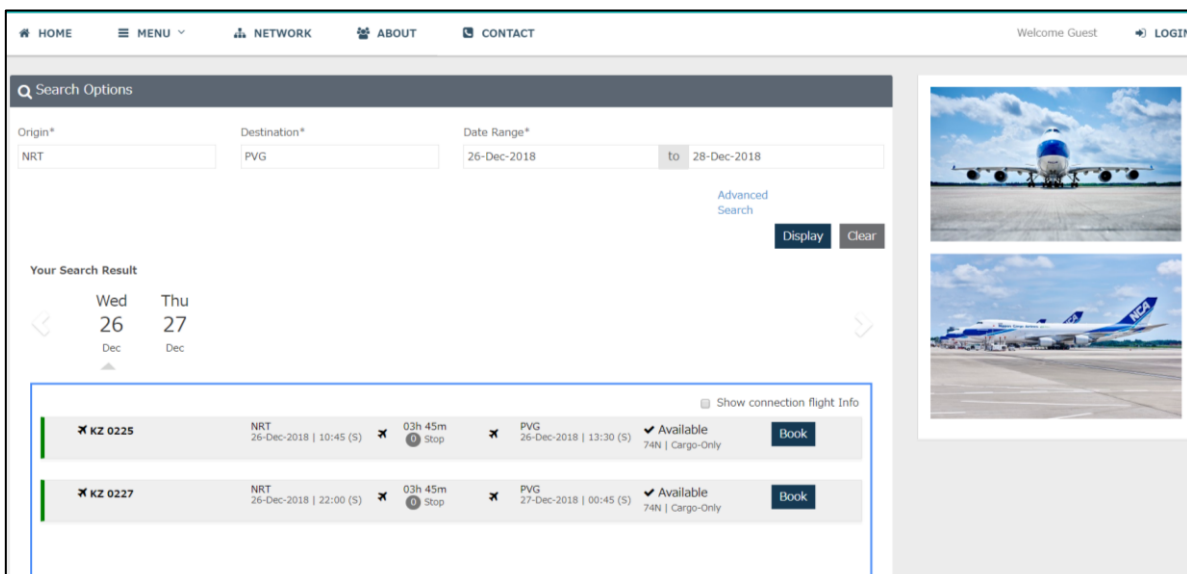 HOME MENU NETWORK ABOUT CONTACT Welcome Guest LOGIN
Search Options
Origin* Destination* Date Range*
NRT PVG 26-Dec-2018 to 28-Dec-2018
Advanced
Search
Display Clear
Your Search Result
Wed Thu
26 27
Dec Dec
Show connection flight Info
KZ 0225 NRT 03h 45m PVG Available Book
26-Dec-2018 | 10:45 (S) 0 Stop 26-Dec-2018 | 13:30 (S) 74N | Cargo-Only
KZ 0227 NRT 03h 45m PVG Available Book
26-Dec-2018 | 22:00 (S) 0 Stop 27-Dec-2018 | 00:45 (S) 74N | Cargo-Only
NCA